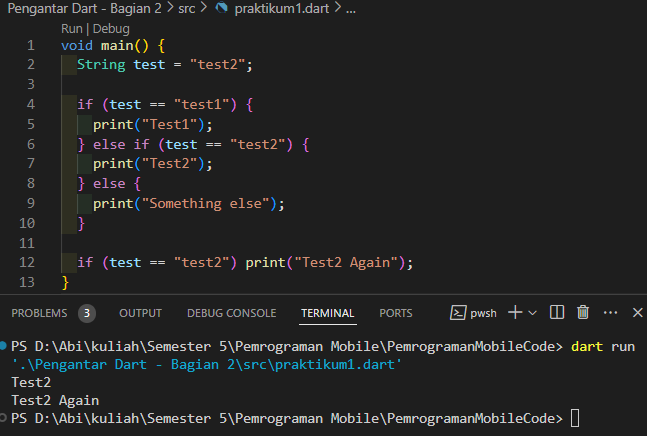 Pengantar Dart - Bagian 2 > src > praktikum1.dart > ...
Run | Debug
1 void main() {
2   String test = "test2";
3
4   if (test == "test1") {
5     print("Test1");
6   } else if (test == "test2") {
7     print("Test2");
8   } else {
9     print("Something else");
10   }
11
12   if (test == "test2") print("Test2 Again");
13 }
PROBLEMS 3 OUTPUT DEBUG CONSOLE TERMINAL PORTS pwsh
PS D:\Abi\kuliah\Semester 5\Pemrograman Mobile\PemrogramanMobileCode> dart run
'.\Pengantar Dart - Bagian 2\src\praktikum1.dart'
Test2
Test2 Again
PS D:\Abi\kuliah\Semester 5\Pemrograman Mobile\PemrogramanMobileCode>